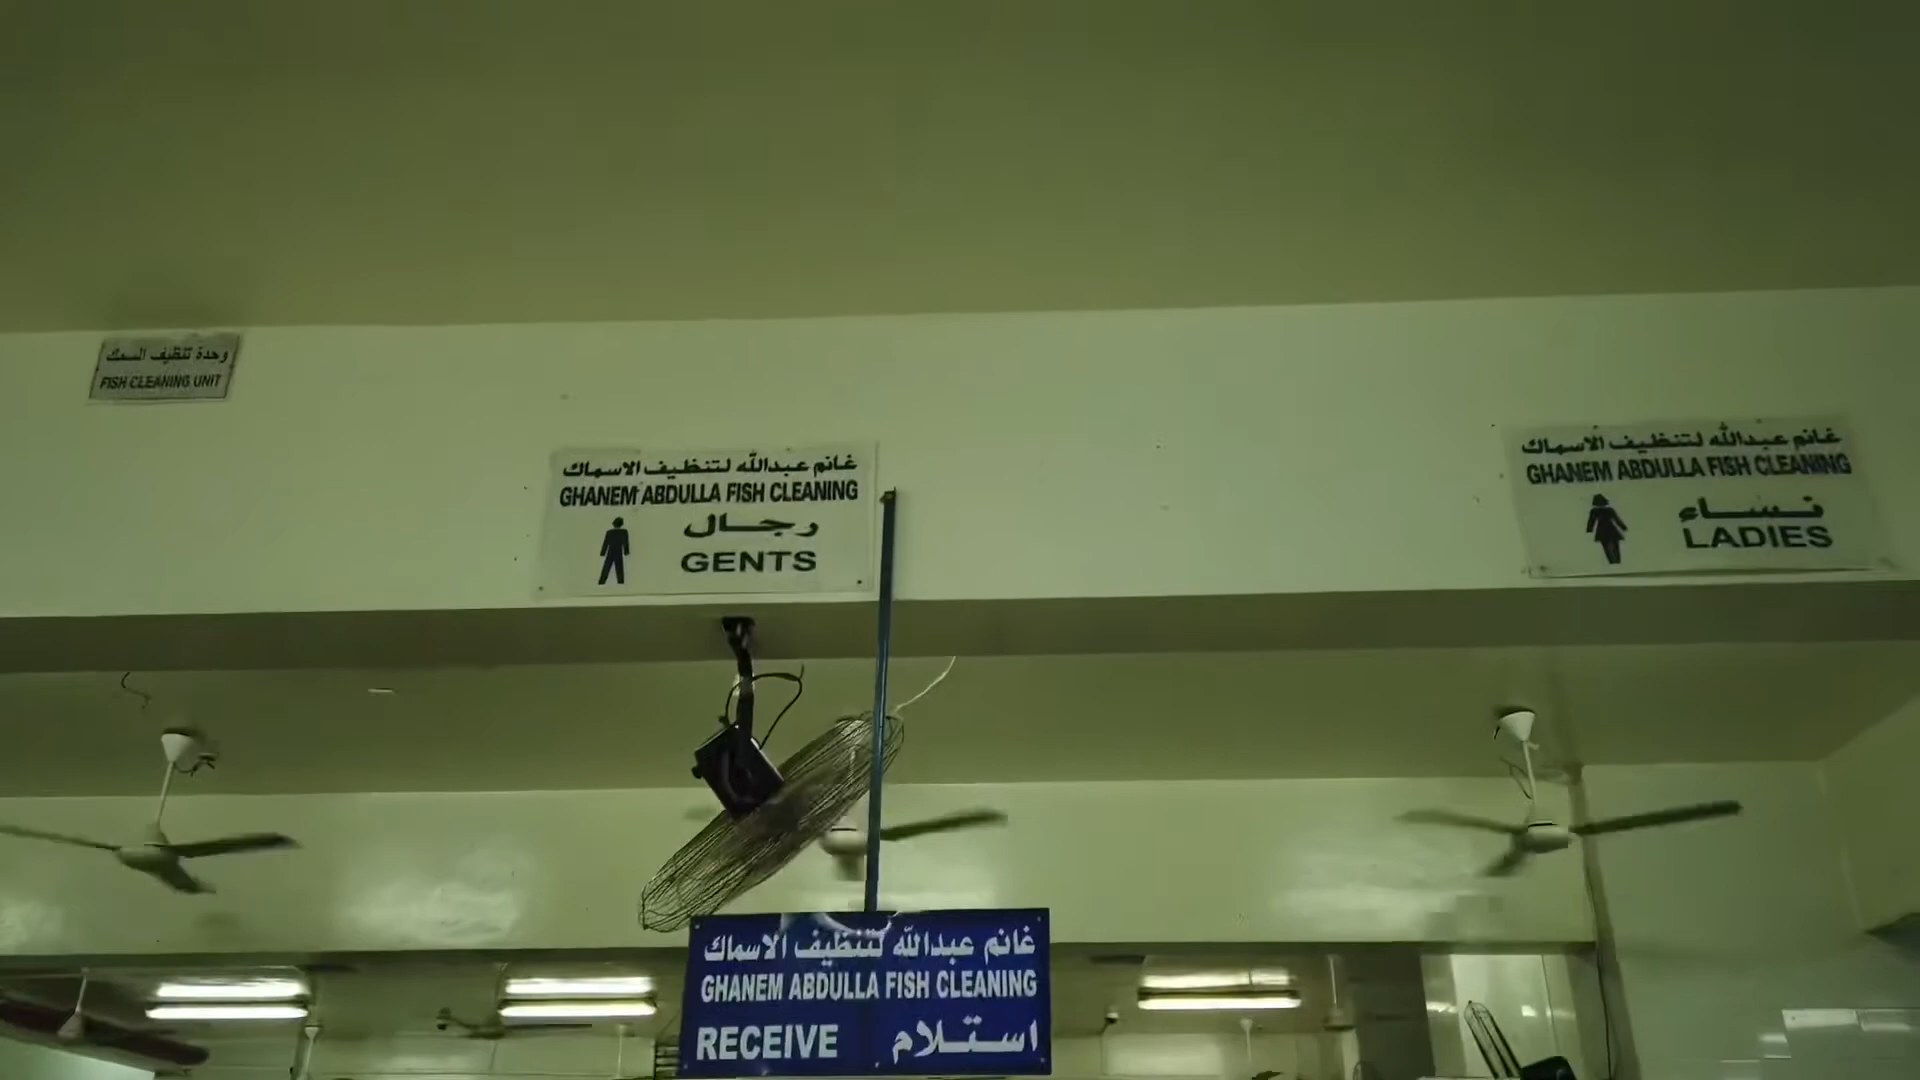 وحدة تنظيف السمك
FISH CLEANING UNIT
غانم عبدالله لتنظيف الاسماك
GHANEM ABDULLA FISH CLEANING
رجال
GENTS
غانم عبدالله لتنظيف الاسماك
GHANEM ABDULLA FISH CLEANING
نساء
LADIES
غانم عبدالله لتنظيف الاسماك
GHANEM ABDULLA FISH CLEANING
RECEIVE استلام